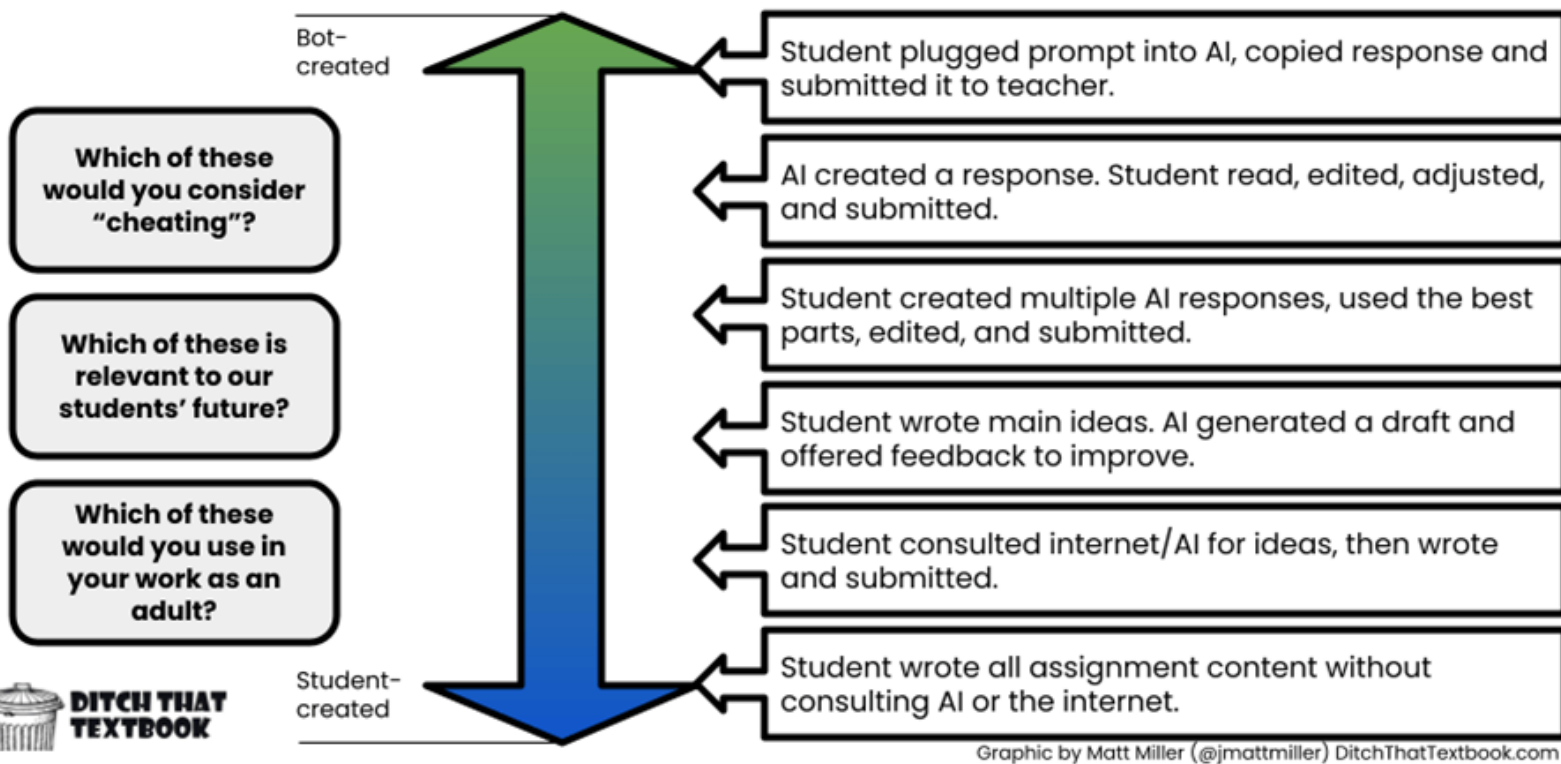 Bot-
created
Student plugged prompt into AI, copied response and
submitted it to teacher.
Which of these
would you consider
“cheating”?
AI created a response. Student read, edited, adjusted,
and submitted.
Student created multiple AI responses, used the best
parts, edited, and submitted.
Which of these is
relevant to our
students’ future?
Student wrote main ideas. AI generated a draft and
offered feedback to improve.
Which of these
would you use in
your work as an
adult?
Student consulted internet/AI for ideas, then wrote
and submitted.
Student-
created
Student wrote all assignment content without
consulting AI or the internet.
DITCH THAT
TEXTBOOK
Graphic by Matt Miller (@jmattmiller) DitchThatTextbook.com